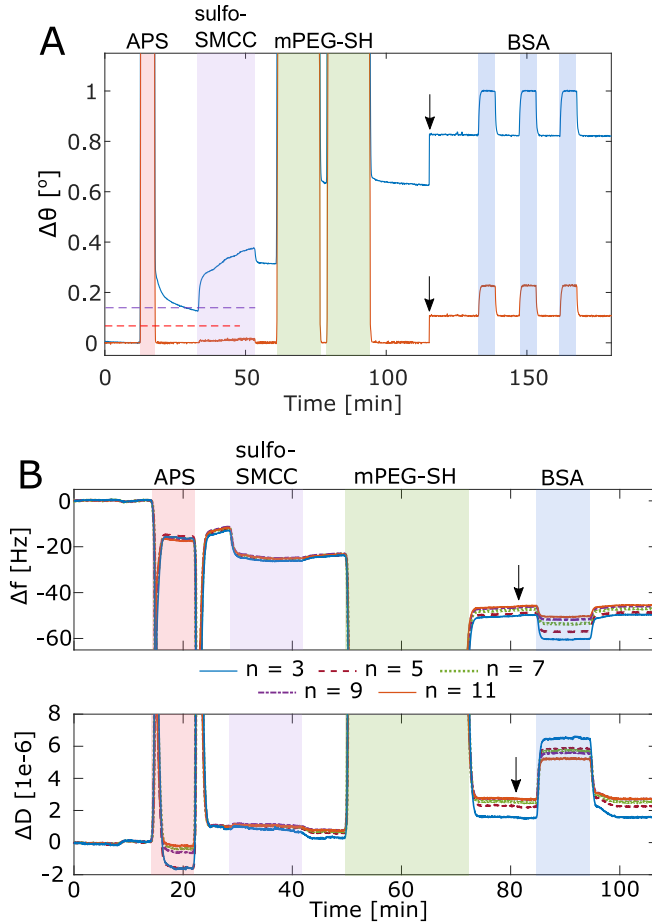 A
APS
sulfo-
SMCC
mPEG-SH
BSA
Δθ [°]
1
0.8
0.6
0.4
0.2
0
0 50 100 150
Time [min]
B
APS
sulfo-
SMCC
mPEG-SH
BSA
Δf [Hz]
0
-20
-40
-60
n = 3 n = 5 n = 7
n = 9 n = 11
ΔD [1e-6]
8
6
4
2
0
-2
0 20 40 60 80 100
Time [min]